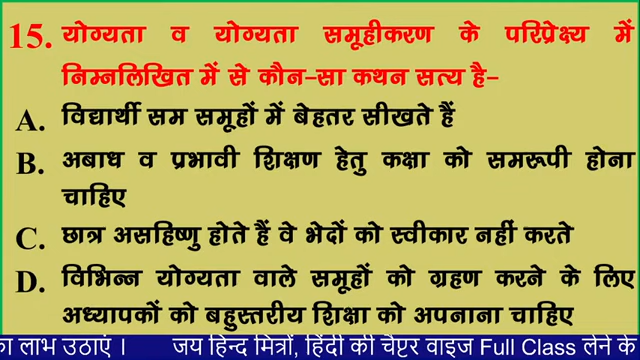 15. योग्यता व योग्यता समूहीकरण के परिप्रेक्ष्य में
निम्नलिखित में से कौन-सा कथन सत्य है-
A. विद्यार्थी सम समूहों में बेहतर सीखते हैं
B. अबाध व प्रभावी शिक्षण हेतु कक्षा को समरूपी होना
चाहिए
C. छात्र असहिष्णु होते हैं वे भेदों को स्वीकार नहीं करते
D. विभिन्न योग्यता वाले समूहों को ग्रहण करने के लिए
अध्यापकों को बहुस्तरीय शिक्षा को अपनाना चाहिए
का लाभ उठाएं । जय हिन्द मित्रों, हिंदी की चैप्टर वाइज Full Class लेने के